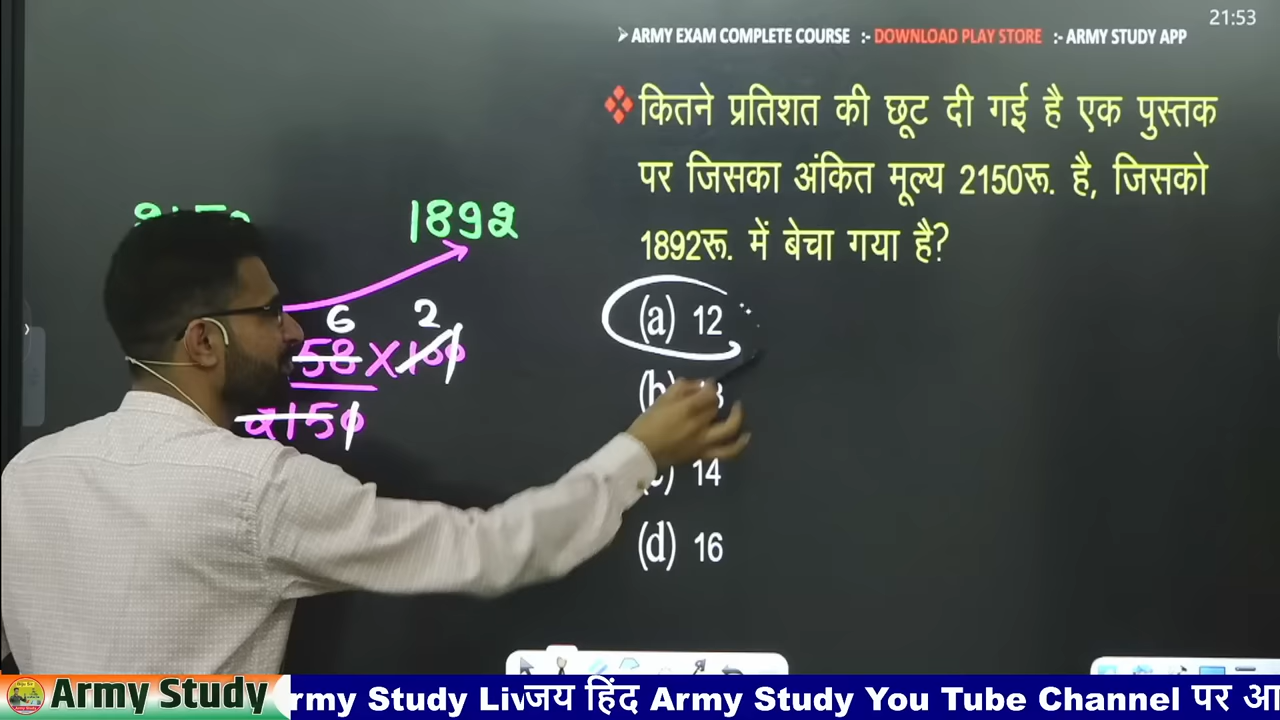 21:53
➤ ARMY EXAM COMPLETE COURSE :- DOWNLOAD PLAY STORE :- ARMY STUDY APP
❖ कितने प्रतिशत की छूट दी गई है एक पुस्तक
पर जिसका अंकित मूल्य 2150रू. है, जिसको
1892रू. में बेचा गया है?
(a) 12
14
(d) 16
1892
6 2
58 × 100
2150
Army Study
rmy Study Liv जय हिंद Army Study You Tube Channel पर आ